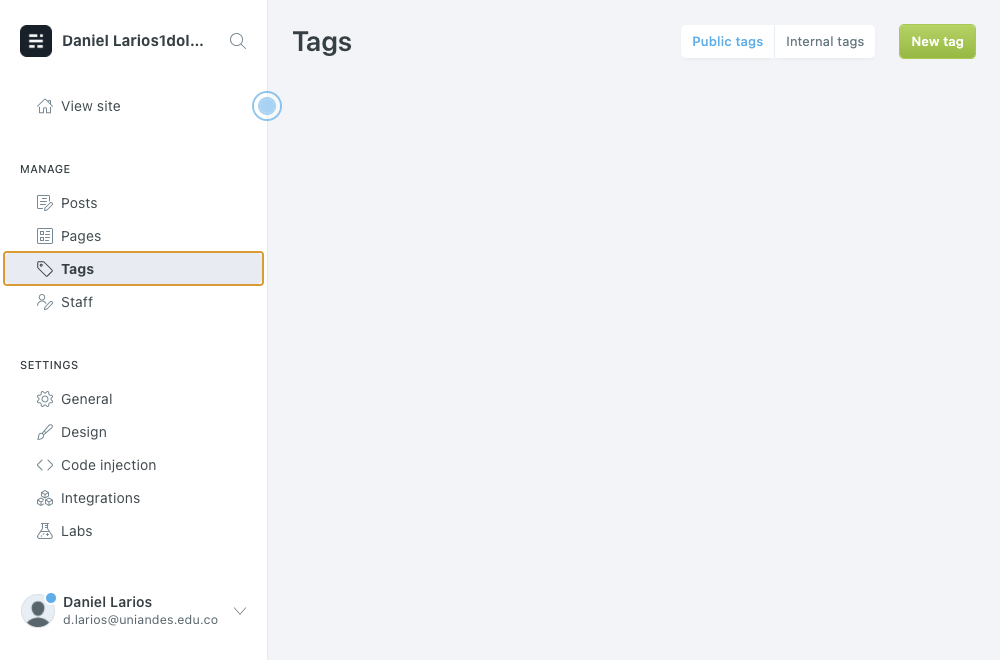 Daniel Larios1dol...
View site
MANAGE
Posts
Pages
Tags
Staff
SETTINGS
General
Design
Code injection
Integrations
Labs
Daniel Larios
d.larios@uniandes.edu.co
Tags
Public tags
Internal tags
New tag